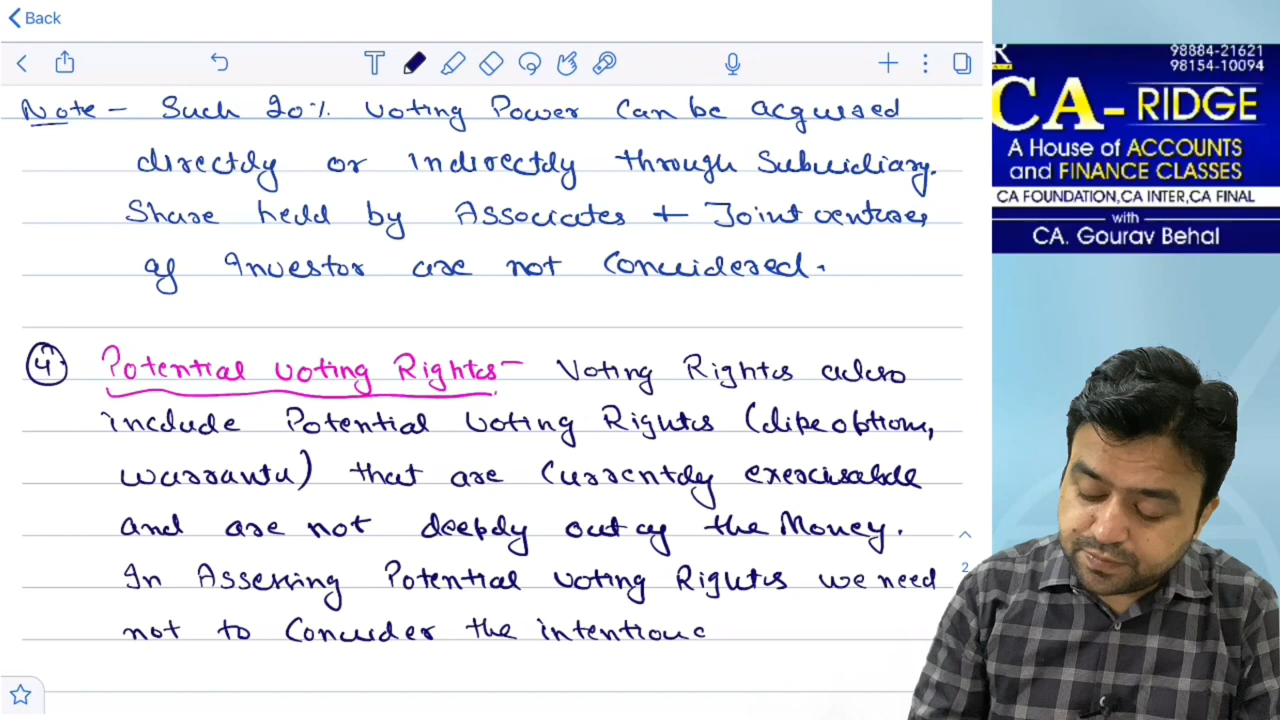 Back
98884-21621
98154-10094
R
CA- RIDGE
A House of ACCOUNTS
and FINANCE CLASSES
CA FOUNDATION,CA INTER,CA FINAL
with
CA. Gourav Behal
T
Note - Such 20% Voting Power Can be acquired
directly or Indirectly through Subsidiary.
Share held by Associates + Joint ventures
of Investor are not Considered.
4 Potential Voting Rights - Voting Rights also
include Potential Voting Rights (like options,
warrants) that are Currently exercisable
and are not deeply out of the Money.
2
In Assessing Potential Voting Rights we need
not to Consider the intention